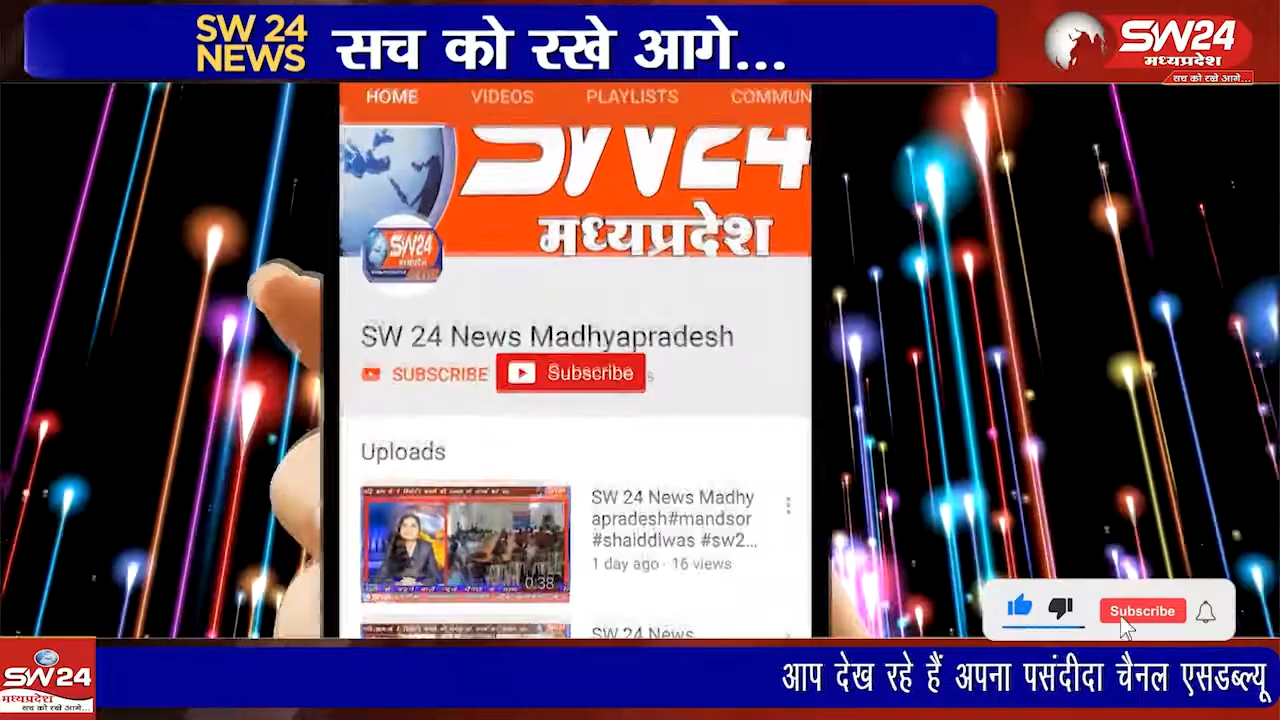 SW 24
NEWS
सच को रखे आगे...
SW24
मध्यप्रदेश
सच को रखे आगे...
HOME VIDEOS PLAYLISTS COMMUN
SW24
मध्यप्रदेश
SW24
SW 24 News Madhyapradesh
SUBSCRIBE
Subscribe
Uploads
SW 24 News Madhy
apradesh#mandsor
#shaiddiwas #sw2...
1 day ago · 16 views
0:38
SW 24 News
Subscribe
SW24
मध्यप्रदेश
सच को रखे आगे...
आप देख रहे हैं अपना पसंदीदा चैनल एसडब्ल्यू